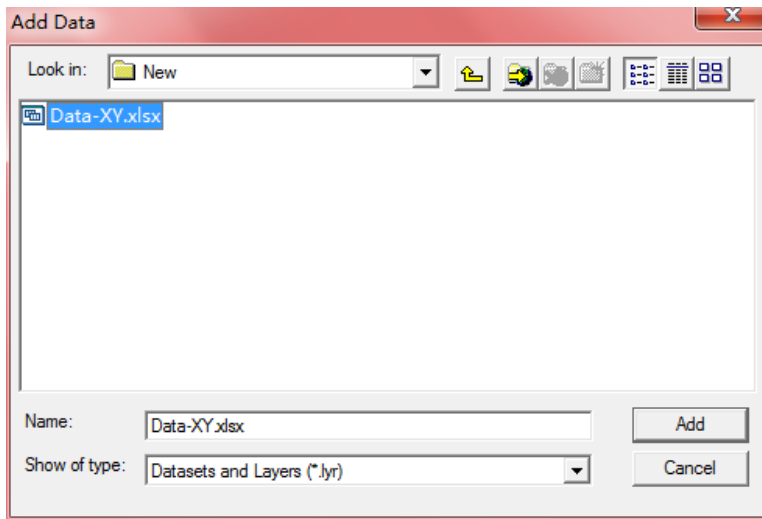 Add Data
Look in: New
Data-XY.xlsx
Name: Data-XY.xlsx Add
Show of type: Datasets and Layers (*.lyr) Cancel